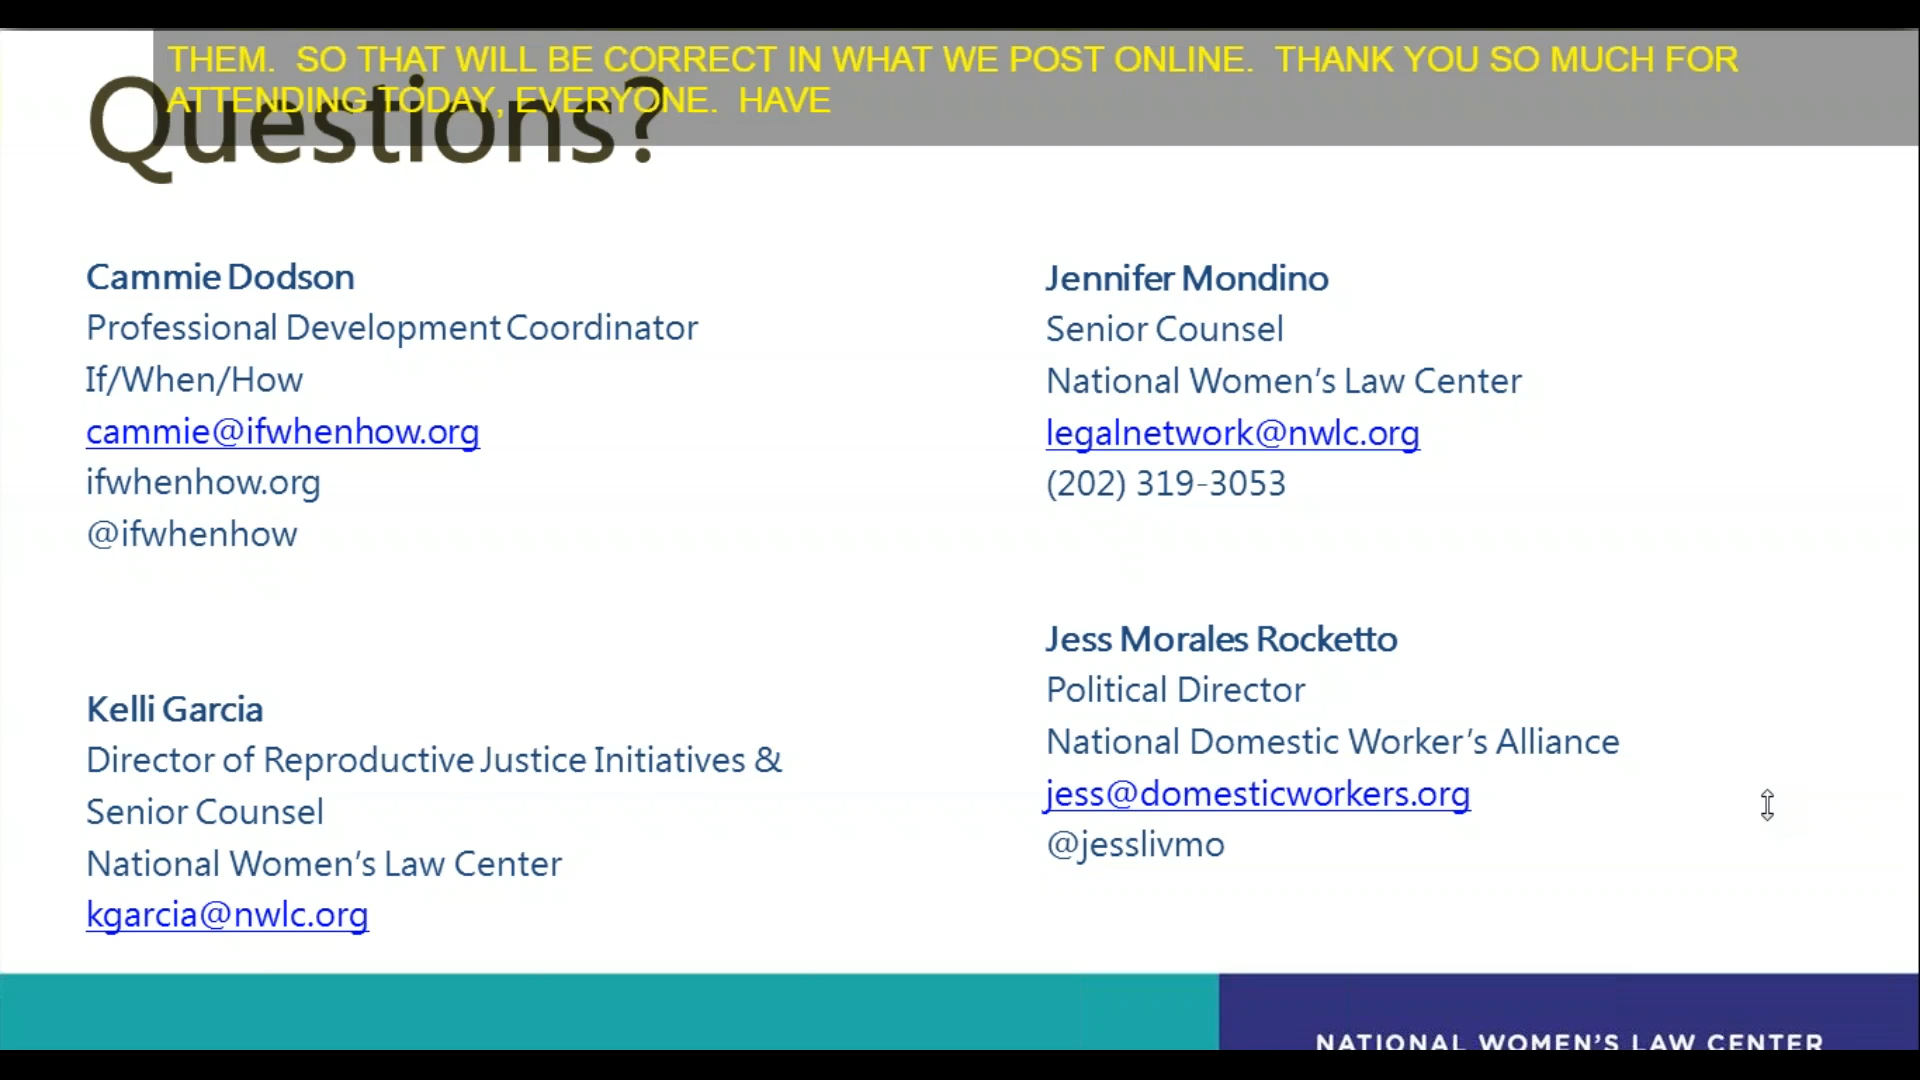 THEM.  SO THAT WILL BE CORRECT IN WHAT WE POST ONLINE.  THANK YOU SO MUCH FOR
ATTENDING TODAY, EVERYONE.  HAVE
Questions?
Cammie Dodson
Professional Development Coordinator
If/When/How
cammie@ifwhenhow.org
ifwhenhow.org
@ifwhenhow
Kelli Garcia
Director of Reproductive Justice Initiatives &
Senior Counsel
National Women’s Law Center
kgarcia@nwlc.org
Jennifer Mondino
Senior Counsel
National Women’s Law Center
legalnetwork@nwlc.org
(202) 319-3053
Jess Morales Rocketto
Political Director
National Domestic Worker’s Alliance
jess@domesticworkers.org
@jesslivmo
NATIONAL WOMEN’S LAW CENTER